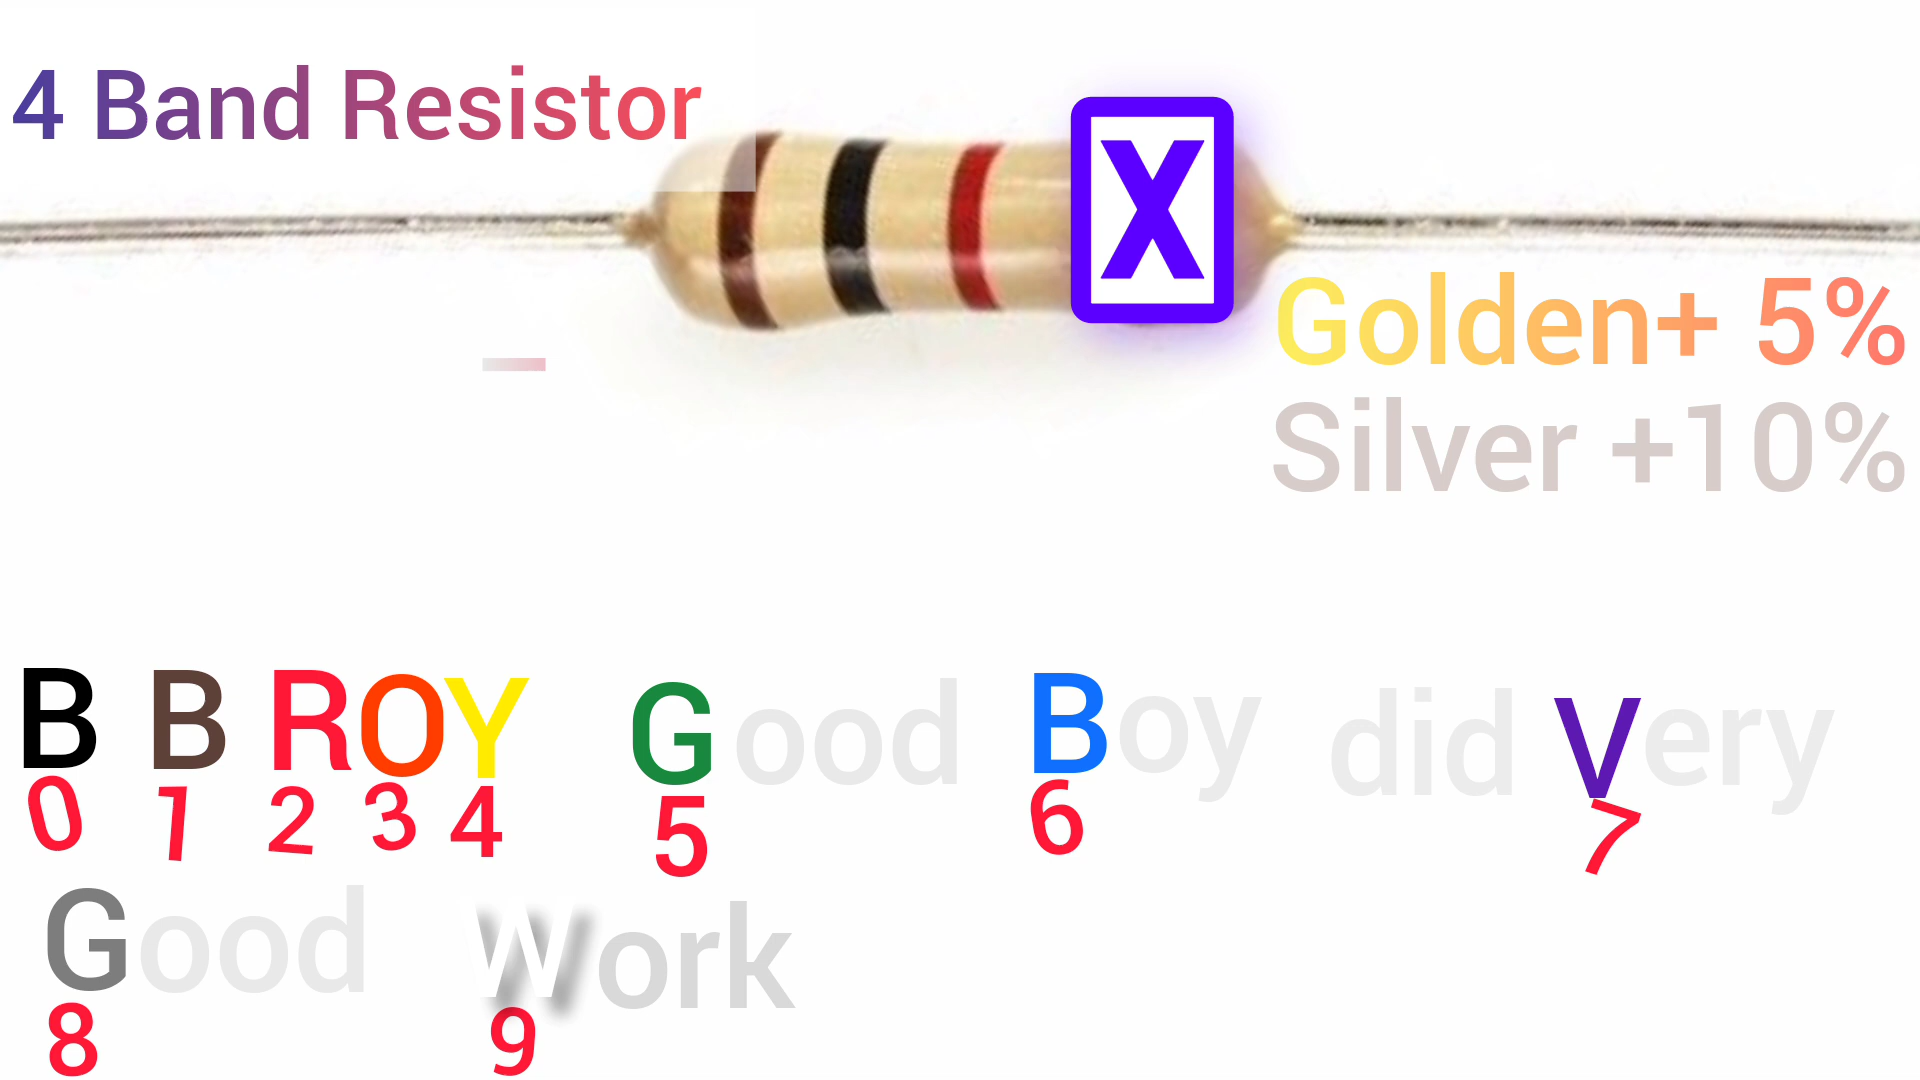 4 Band Resistor
X
Golden+ 5%
Silver +10%
B B ROY Good Boy did Very
0 1 2 3 4 5 6 7
Good Work
8 9